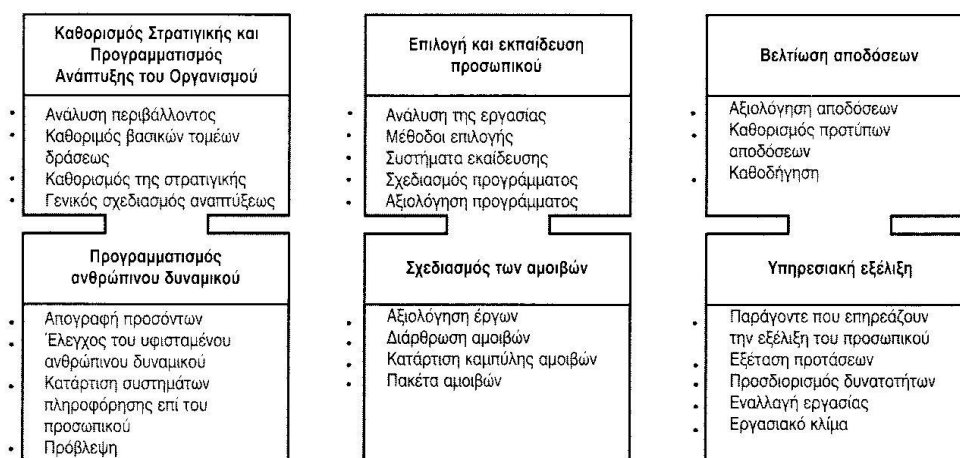 Καθορισμός Στρατιγικής και
Προγραμματισμός
Ανάπτυξης του Οργανισμού
• Ανάλυση περιβάλλοντος
• Καθοριμός βασικών τομέων
δράσεως
• Καθορισμός της στρατιγικής
• Γενικός σχεδιασμός αναπτύξεως
Προγραμματισμός
ανθρώπινου δυναμικού
• Απογραφή προσόντων
• Έλεγχος του υφισταμένου
ανθρώπινου δυναμικού
• Κατάρτιση συστημάτων
πληροφόρησης επί του
προσωπικού
• Πρόβλεψη
Επιλογή και εκπαίδευση
προσωπικού
• Ανάλυση της εργασίας
• Μέθοδοι επιλογής
• Συστήματα εκαίδευσης
• Σχεδιασμός προγράμματος
• Αξιολόγηση προγράμματος
Σχεδιασμός των αμοιβών
• Αξιολόγηση έργων
• Διάρθρωση αμοιβών
• Κατάρτιση καμπύλης αμοιβών
• Πακέτα αμοιβών
Βελτίωση αποδόσεων
• Αξιολόγηση αποδόσεων
• Καθορισμός προτύπων
αποδόσεων
• Καθοδήγηση
Υπηρεσιακή εξέλιξη
• Παράγοντε που επηρεάζουν
την εξέλιξη του προσωπικού
• Εξέταση προτάσεων
• Προσδιορισμός δυνατοτήτων
• Εναλλαγή εργασίας
• Εργασιακό κλίμα